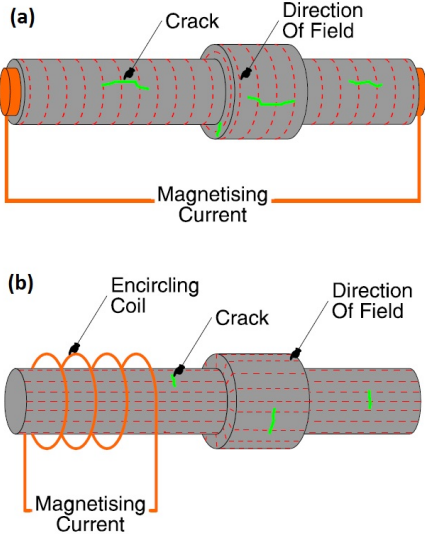 (a)
Crack
Direction
Of Field
Magnetising
Current
(b)
Encircling
Coil
Crack
Direction
Of Field
Magnetising
Current